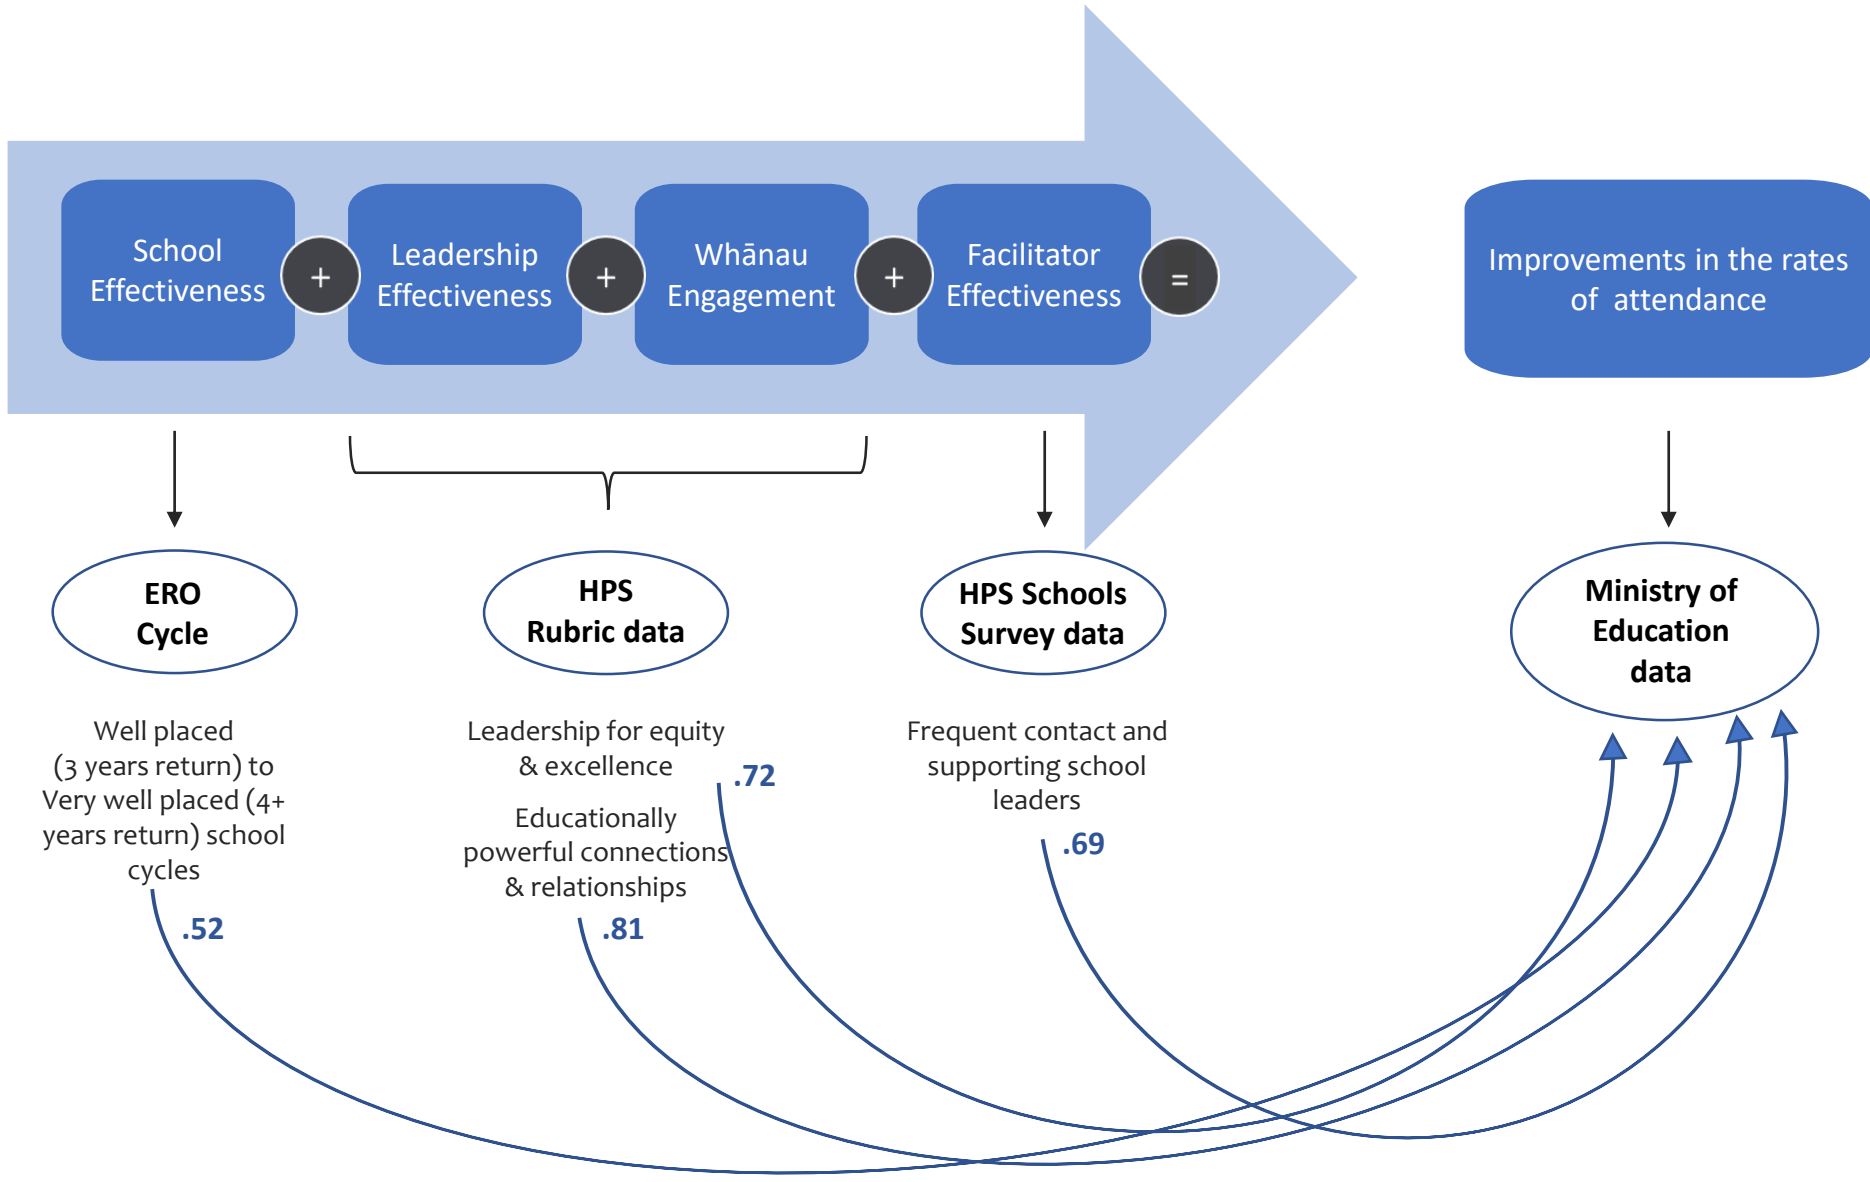 School
Effectiveness
+
Leadership
Effectiveness
+
Whānau
Engagement
+
Facilitator
Effectiveness
=
Improvements in the rates
of attendance
ERO
Cycle
HPS
Rubric data
HPS Schools
Survey data
Ministry of
Education
data
Well placed
(3 years return) to
Very well placed (4+
years return) school
cycles
.52
Leadership for equity
& excellence
.72
Educationally
powerful connections
& relationships
.81
Frequent contact and
supporting school
leaders
.69